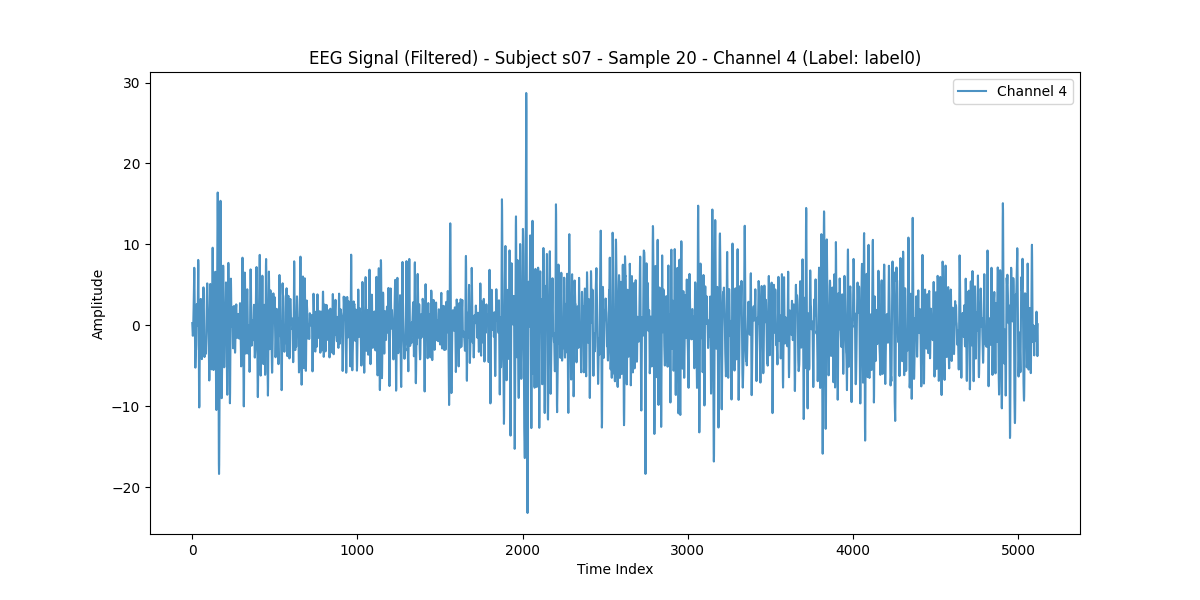 EEG Signal (Filtered) - Subject s07 - Sample 20 - Channel 4 (Label: label0)
Channel 4
30
20
10
0
−10
−20
Amplitude
0 1000 2000 3000 4000 5000
Time Index